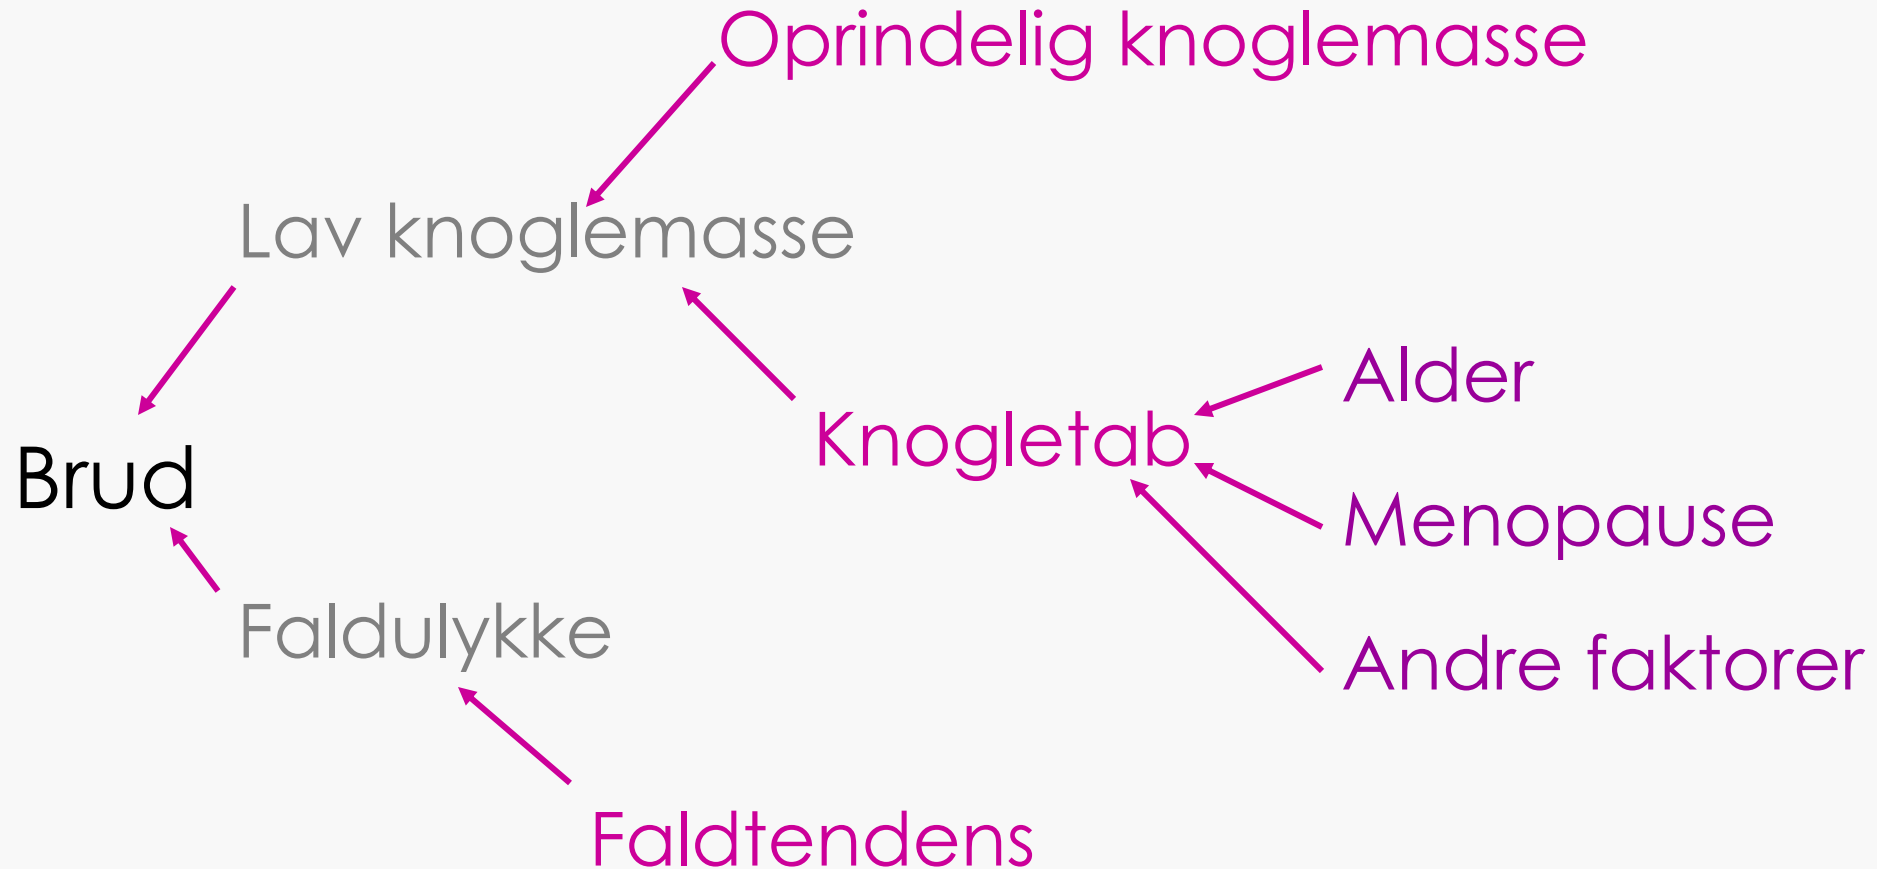 Oprindelig knoglemasse
Lav knoglemasse
Alder
Knogletab
Brud
Menopause
Faldulykke
Andre faktorer
Faldtendens